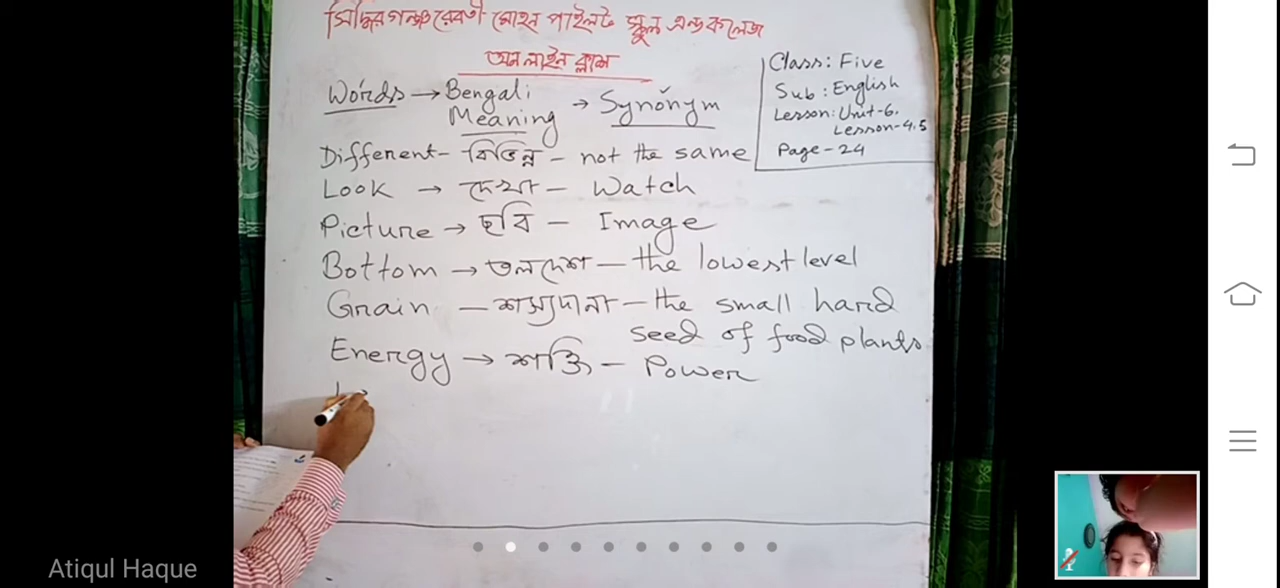 সিদ্ধিরগঞ্জ রেবতী মোহন পাইলট স্কুল এন্ড কলেজ
অনলাইন ক্লাশ
Class: Five
Sub: English
Lesson: Unit-6.
Lesson-4.5
Page-24
Words → Bengali Meaning → Synonym
Different- বিভিন্ন - not the same
Look → দেখা - Watch
Picture → ছবি - Image
Bottom → তলদেশ - the lowest level
Grain - শস্যদানা - the small hard
seed of food plants
Energy → শক্তি - Power
Atiqul Haque